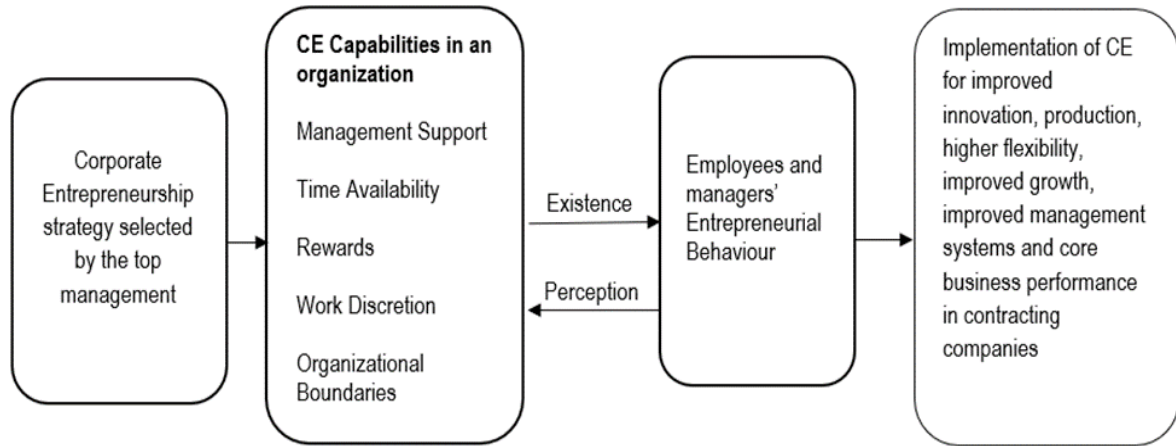 Corporate
Entrepreneurship
strategy selected
by the top
management
CE Capabilities in an
organization
Management Support
Time Availability
Rewards
Work Discretion
Organizational
Boundaries
Existence
Perception
Employees and
managers’
Entrepreneurial
Behaviour
Implementation of CE
for improved
innovation, production,
higher flexibility,
improved growth,
improved management
systems and core
business performance
in contracting
companies